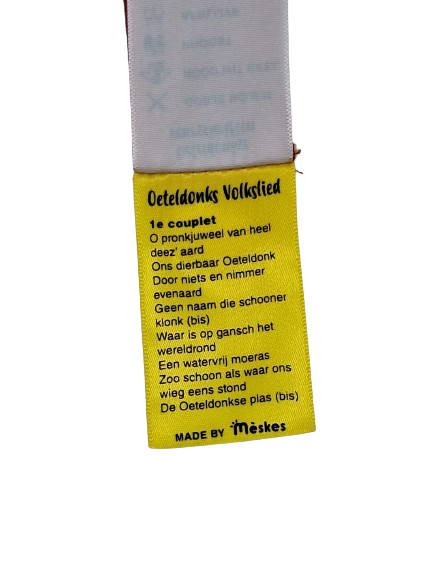 Oeteldonks Volkslied
1e couplet
O pronkjuweel van heel
deez' aard
Ons dierbaar Oeteldonk
Door niets en nimmer
evenaard
Geen naam die schooner
klonk (bis)
Waar is op gansch het
wereldrond
Een watervrij moeras
Zoo schoon als waar ons
wieg eens stond
De Oeteldonkse plas (bis)
MADE BY Mèskes